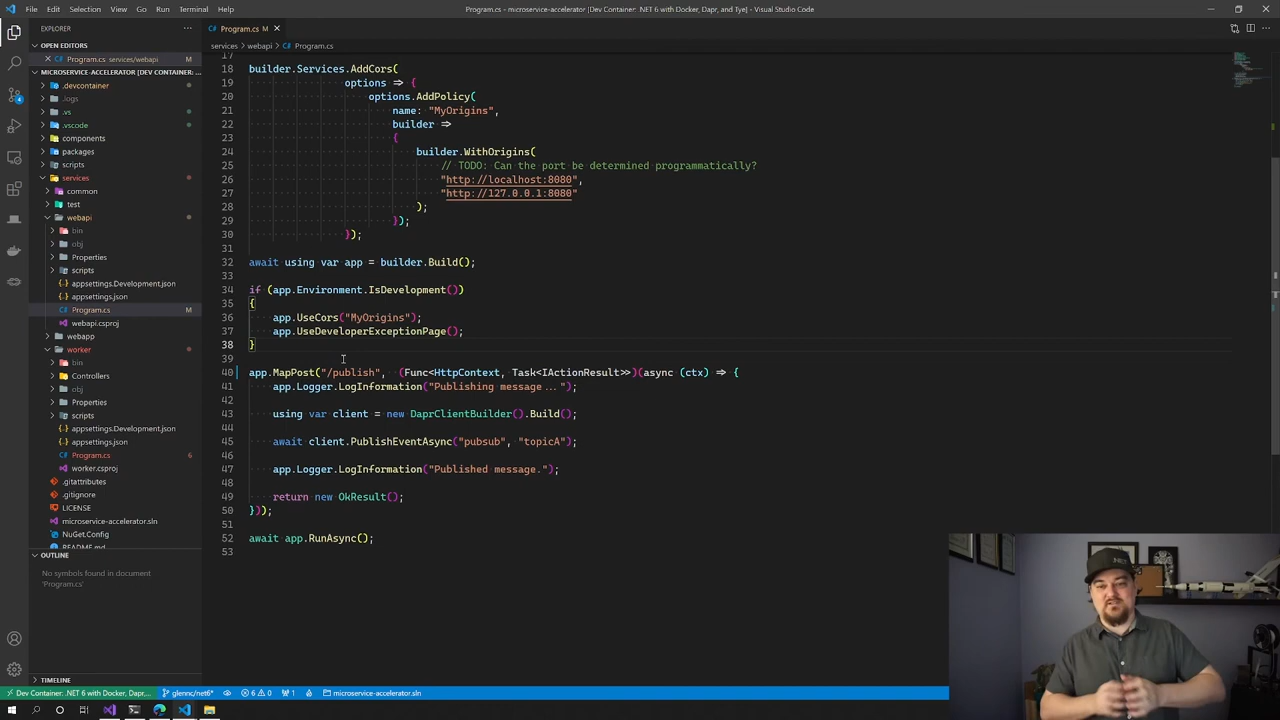 File Edit Selection View Go Run Terminal Help
Program.cs - microservice-accelerator [Dev Container: .NET 6 with Docker, Dapr, and Tye] - Visual Studio Code
EXPLORER
OPEN EDITORS
Program.cs services/webapi
MICROSERVICE-ACCELERATOR [DEV CONTAINER: ...
.devcontainer
.logs
.vs
.vscode
components
packages
scripts
services
common
test
webapi
bin
obj
Properties
scripts
appsettings.Development.json
appsettings.json
Program.cs M
webapi.csproj
webapp
worker
bin
Controllers
obj
Properties
scripts
appsettings.Development.json
appsettings.json
Program.cs 6
worker.csproj
.gitattributes
.gitignore
LICENSE
microservice-accelerator.sln
NuGet.Config
README.md
OUTLINE
No symbols found in document
'Program.cs'
TIMELINE
4
Program.cs M
services > webapi > Program.cs
17
18 builder.Services.AddCors(
19 options => {
20 options.AddPolicy(
21 name: "MyOrigins",
22 builder =>
23 {
24 builder.WithOrigins(
25 // TODO: Can the port be determined programmatically?
26 "http://localhost:8080",
27 "http://127.0.0.1:8080"
28 );
29 });
30 });
31
32 await using var app = builder.Build();
33
34 if (app.Environment.IsDevelopment())
35 {
36 app.UseCors("MyOrigins");
37 app.UseDeveloperExceptionPage();
38 }
39
40 app.MapPost("/publish", (Func<HttpContext, Task<IActionResult>>)(async (ctx) => {
41 app.Logger.LogInformation("Publishing message...");
42
43 using var client = new DaprClientBuilder().Build();
44
45 await client.PublishEventAsync("pubsub", "topicA");
46
47 app.Logger.LogInformation("Published message.");
48
49 return new OkResult();
50 }));
51
52 await app.RunAsync();
53
.NET
Dev Container: .NET 6 with Docker, Dapr,... glennc/net6* 6 0 1 microservice-accelerator.sln